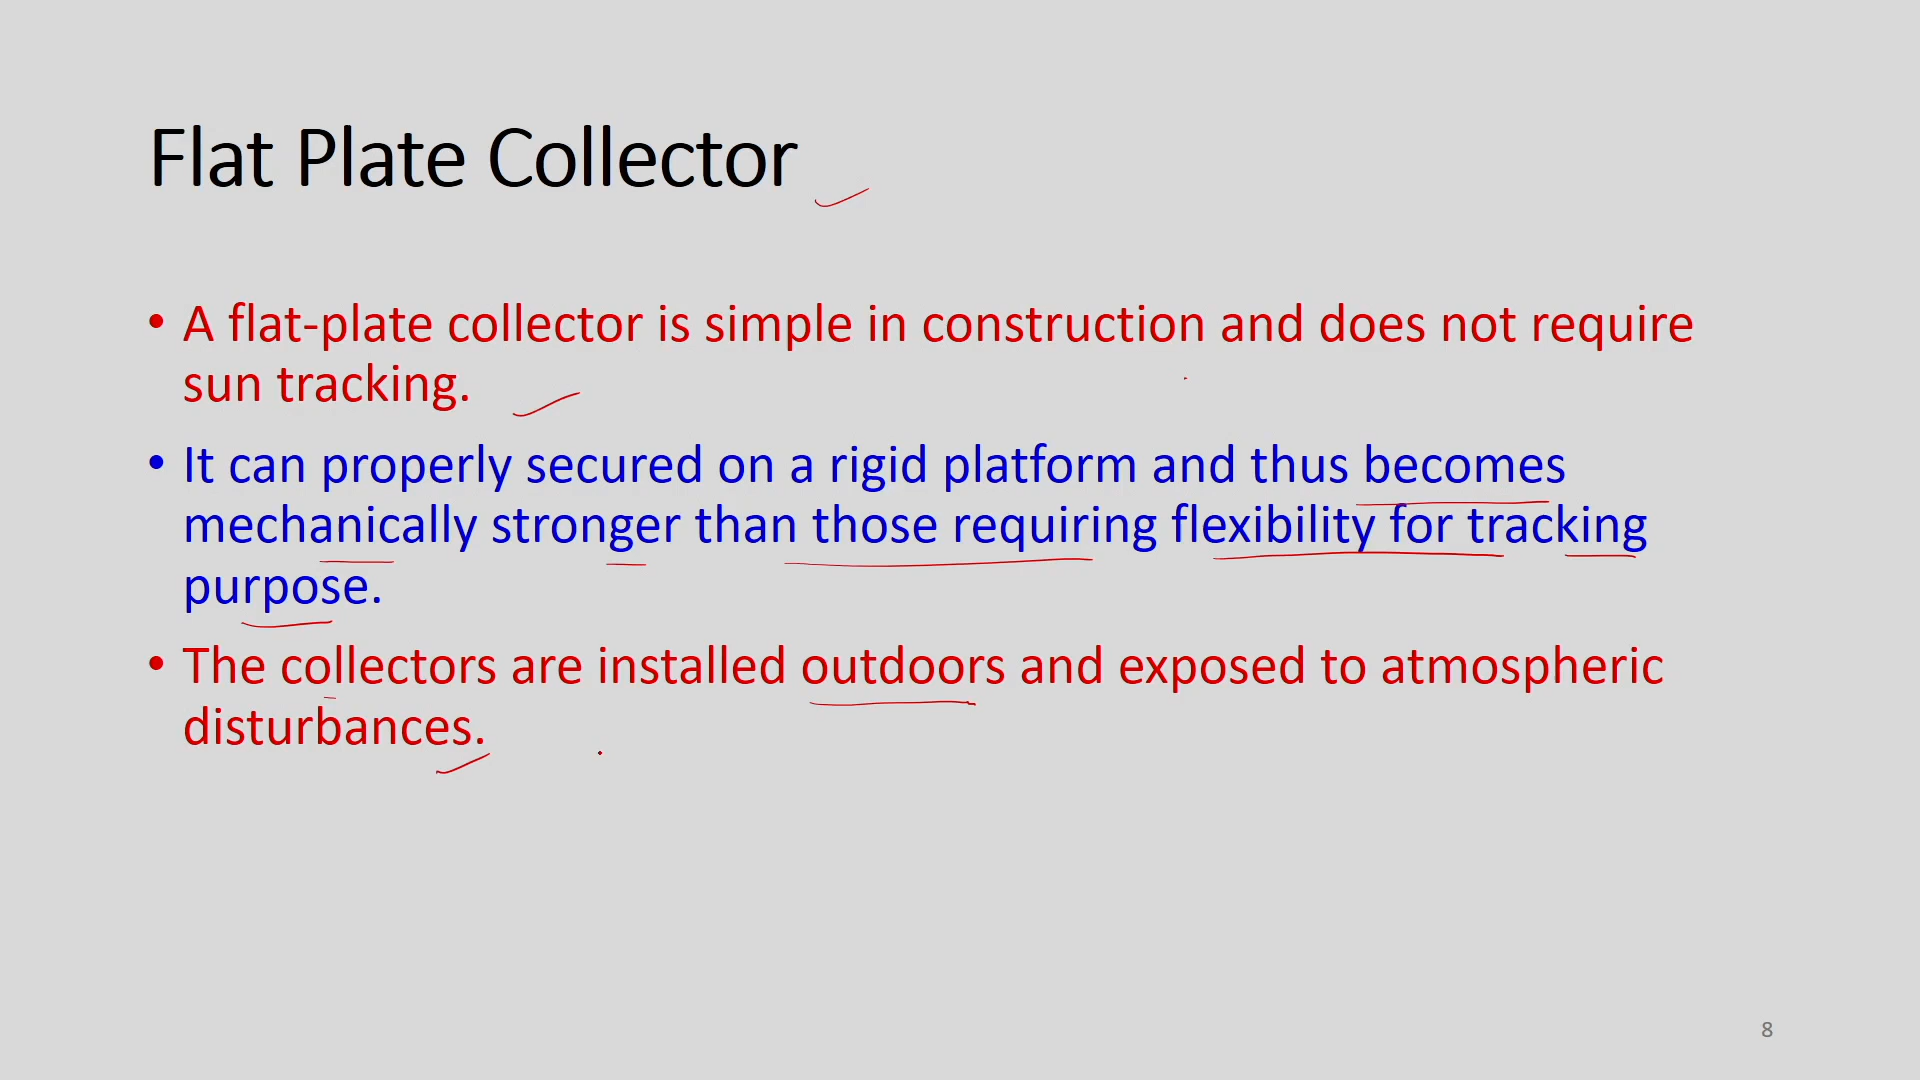 Flat Plate Collector
• A flat-plate collector is simple in construction and does not require
sun tracking.
• It can properly secured on a rigid platform and thus becomes
mechanically stronger than those requiring flexibility for tracking
purpose.
• The collectors are installed outdoors and exposed to atmospheric
disturbances.
8